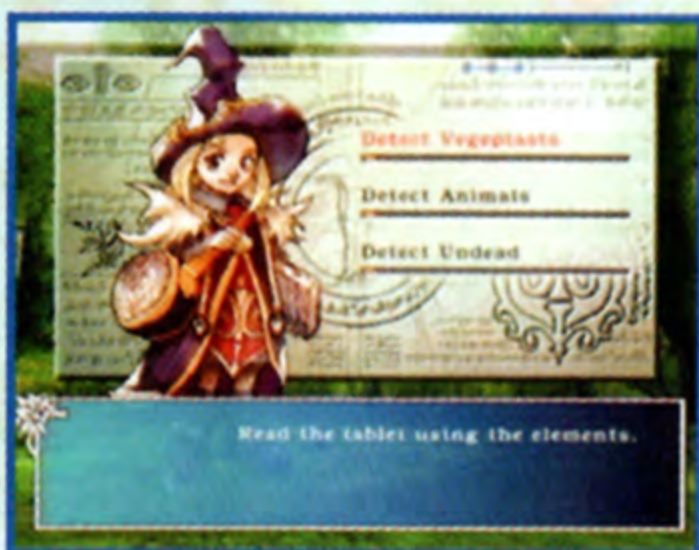 Detect Vegeplasts
Detect Animals
Detect Undead
Read the tablet using the elements.